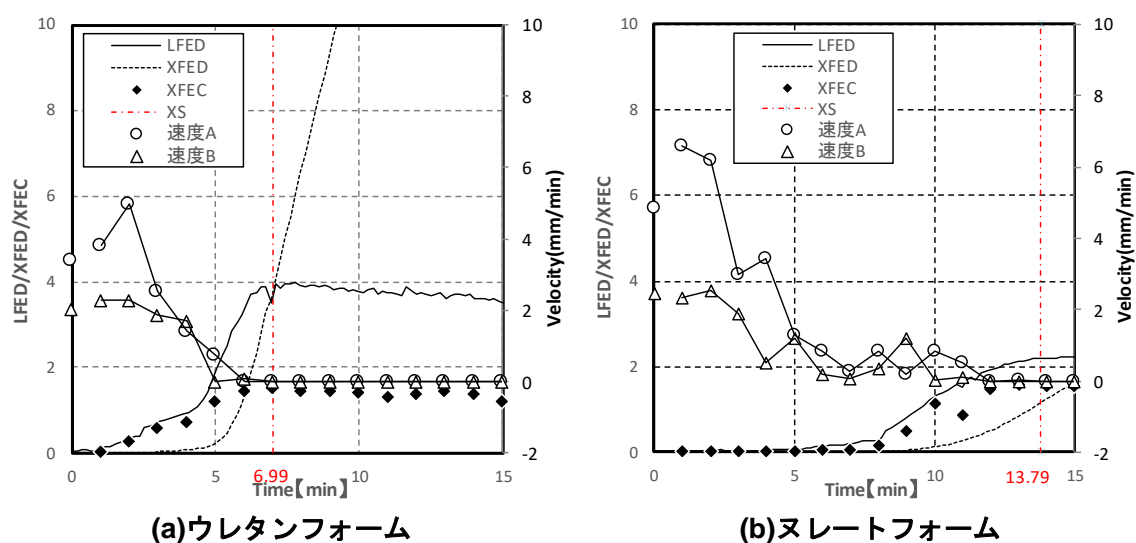 10
8
6
4
2
0
LFED/XFED/XFEC
LFED
XFED
XFEC
XS
速度A
速度B
10
8
6
4
2
0
-2
Velocity(mm/min)
0
5
10
15
6.99
Time【min】
(a)ウレタンフォーム
10
8
6
4
2
0
LFED/XFED/XFEC
LFED
XFED
XFEC
XS
速度A
速度B
10
8
6
4
2
0
-2
Velocity(mm/min)
0
5
10
15
13.79
Time【min】
(b)ヌレートフォーム